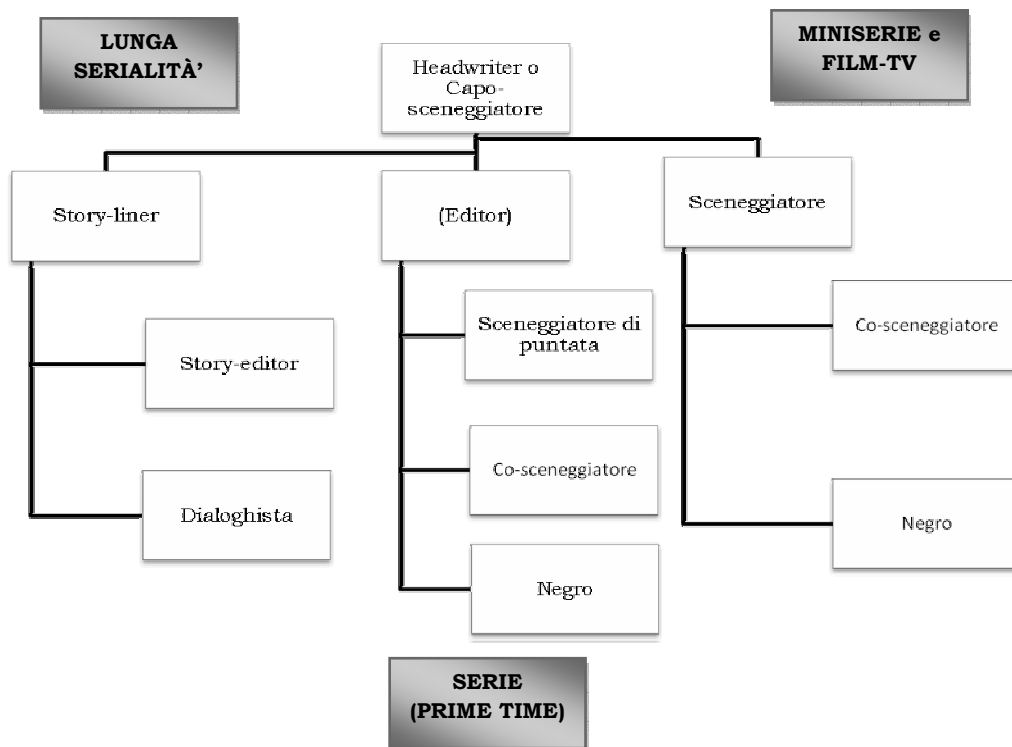 LUNGA
SERIALITÀ'
MINISERIE e
FILM-TV
Headwriter o
Capo-
sceneggiatore
Story-liner
(Editor)
Sceneggiatore
Story-editor
Dialoghista
Sceneggiatore di
puntata
Co-sceneggiatore
Negro
Co-sceneggiatore
Negro
SERIE
(PRIME TIME)